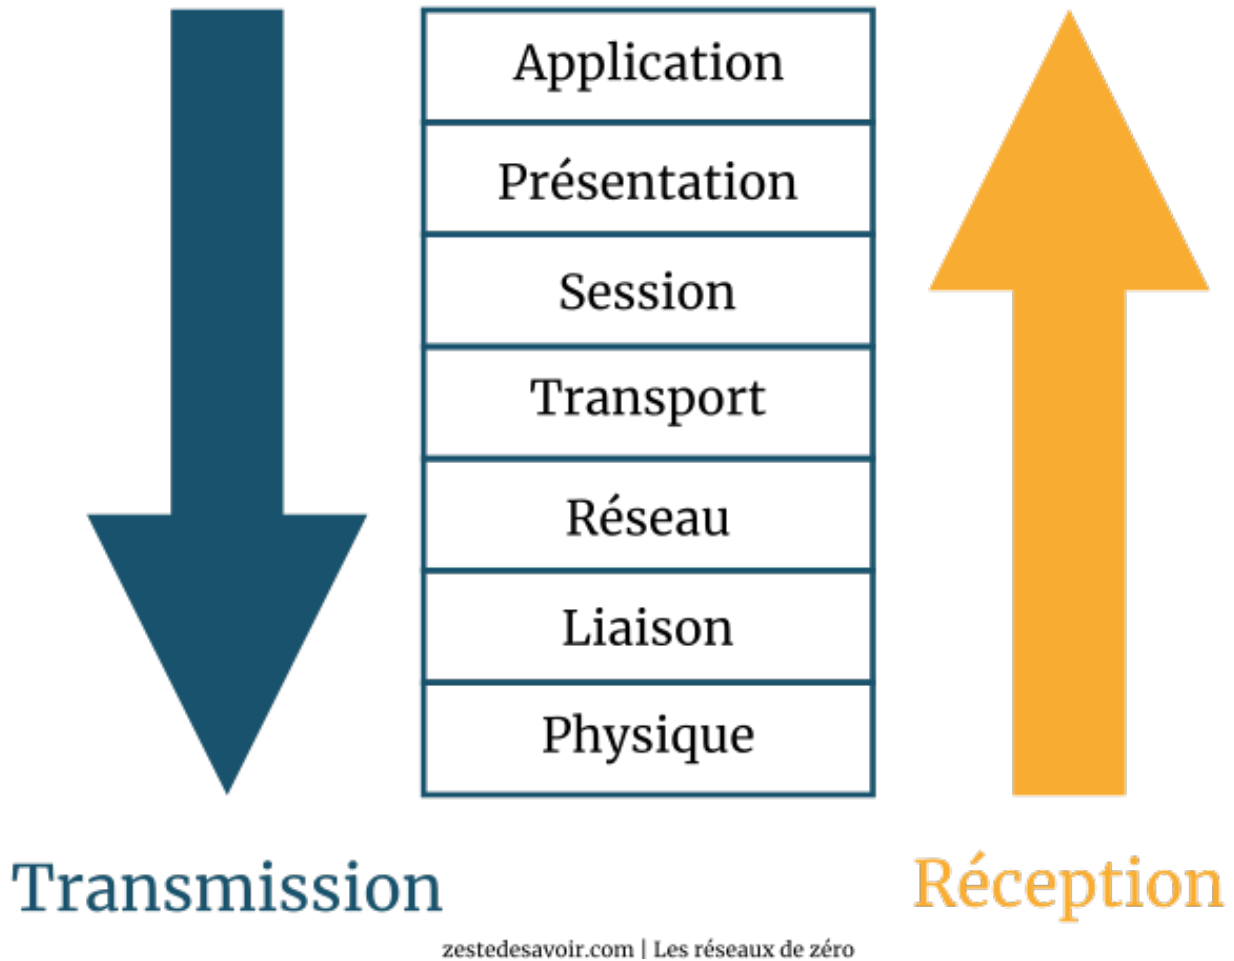 Application
Présentation
Session
Transport
Réseau
Liaison
Physique
Transmission
Réception
zestedesavoir.com | Les réseaux de zéro